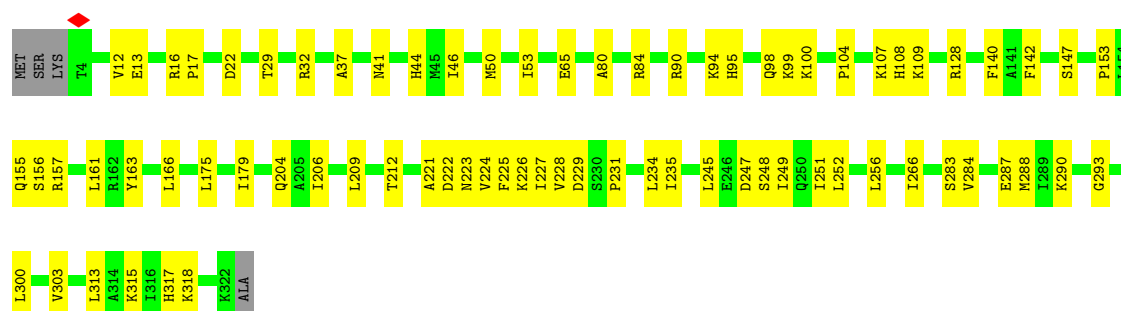 MET SER LYS T4 V12 E13 R16 P17 D22 T29 R32 A37 N41 H44 M45 I46 M50 I53 E65 A80 R84 R90 K94 H95 Q98 K99 K100 P104 K107 H108 K109 R128 F140 A141 F142 S147 P153
Q155 S156 R157 L161 R162 Y163 L166 L175 I179 Q204 A205 I206 L209 T212 A221 D222 N223 V224 F225 K226 I227 V228 D229 S230 P231 L234 I235 L245 E246 D247 S248 I249 Q250 I251 L252 L256 I266 S283 V284 E287 M288 I289 K290 G293
L300 V303 L313 A314 K315 I316 H317 K318 K322 ALA